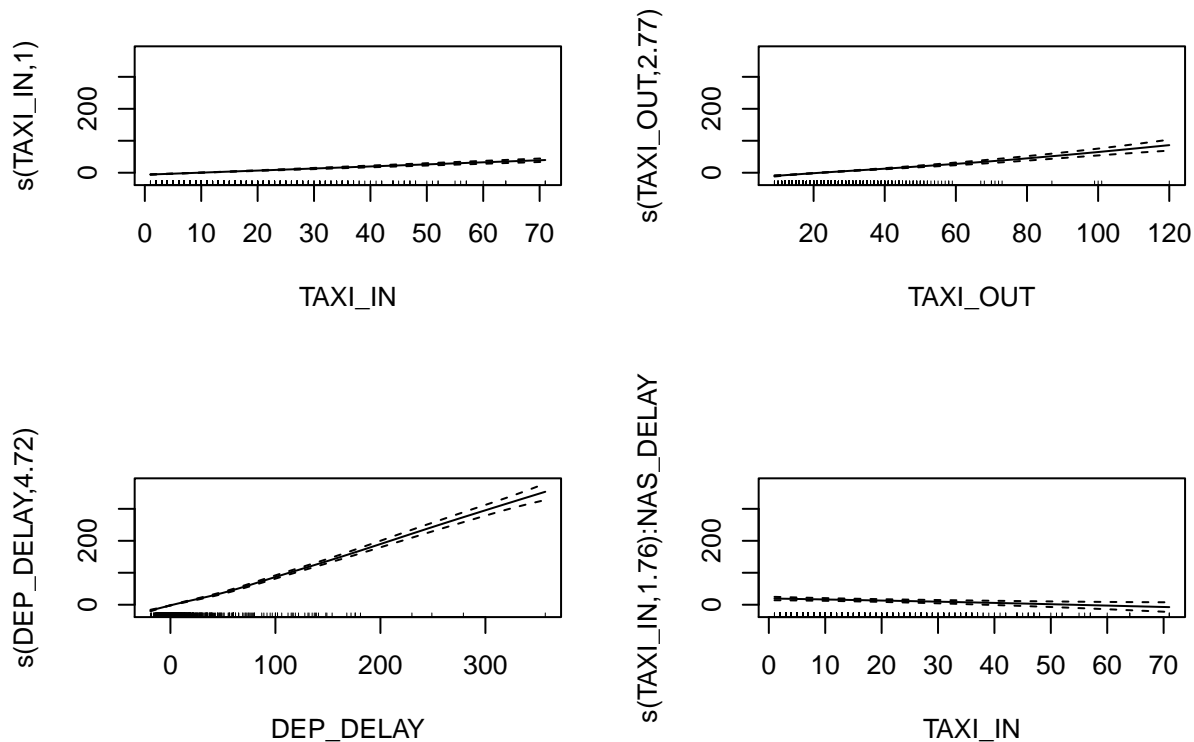 s(TAXI_IN,1)
200
0
0 10 20 30 40 50 60 70
TAXI_IN
s(TAXI_OUT,2.77)
200
0
20 40 60 80 100 120
TAXI_OUT
s(DEP_DELAY,4.72)
200
0
0 100 200 300
DEP_DELAY
s(TAXI_IN,1.76):NAS_DELAY
200
0
0 10 20 30 40 50 60 70
TAXI_IN